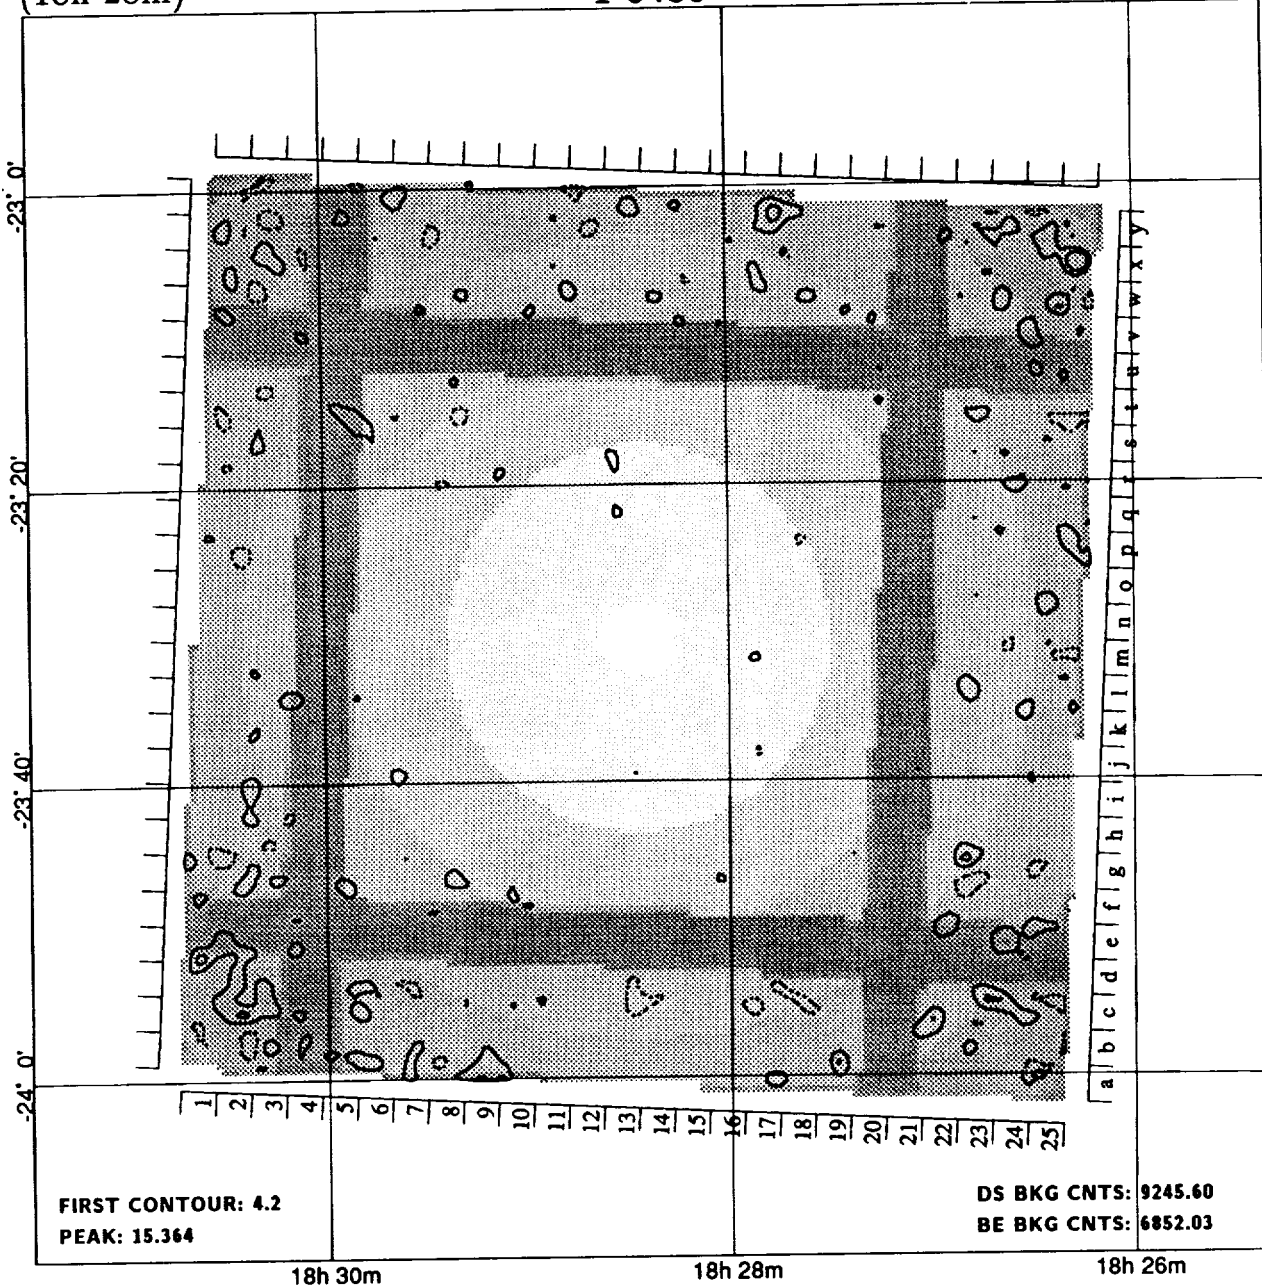 -23° 0'
-23° 20'
-23° 40'
-24° 0'
y
x
w
v
u
t
s
r
q
p
o
n
m
l
k
j
i
h
g
f
e
d
c
b
a
1 2 3 4 5 6 7 8 9 10 11 12 13 14 15 16 17 18 19 20 21 22 23 24 25
FIRST CONTOUR: 4.2
PEAK: 15.364
DS BKG CNTS: 9245.60
BE BKG CNTS: 6852.03
18h 30m 18h 28m 18h 26m